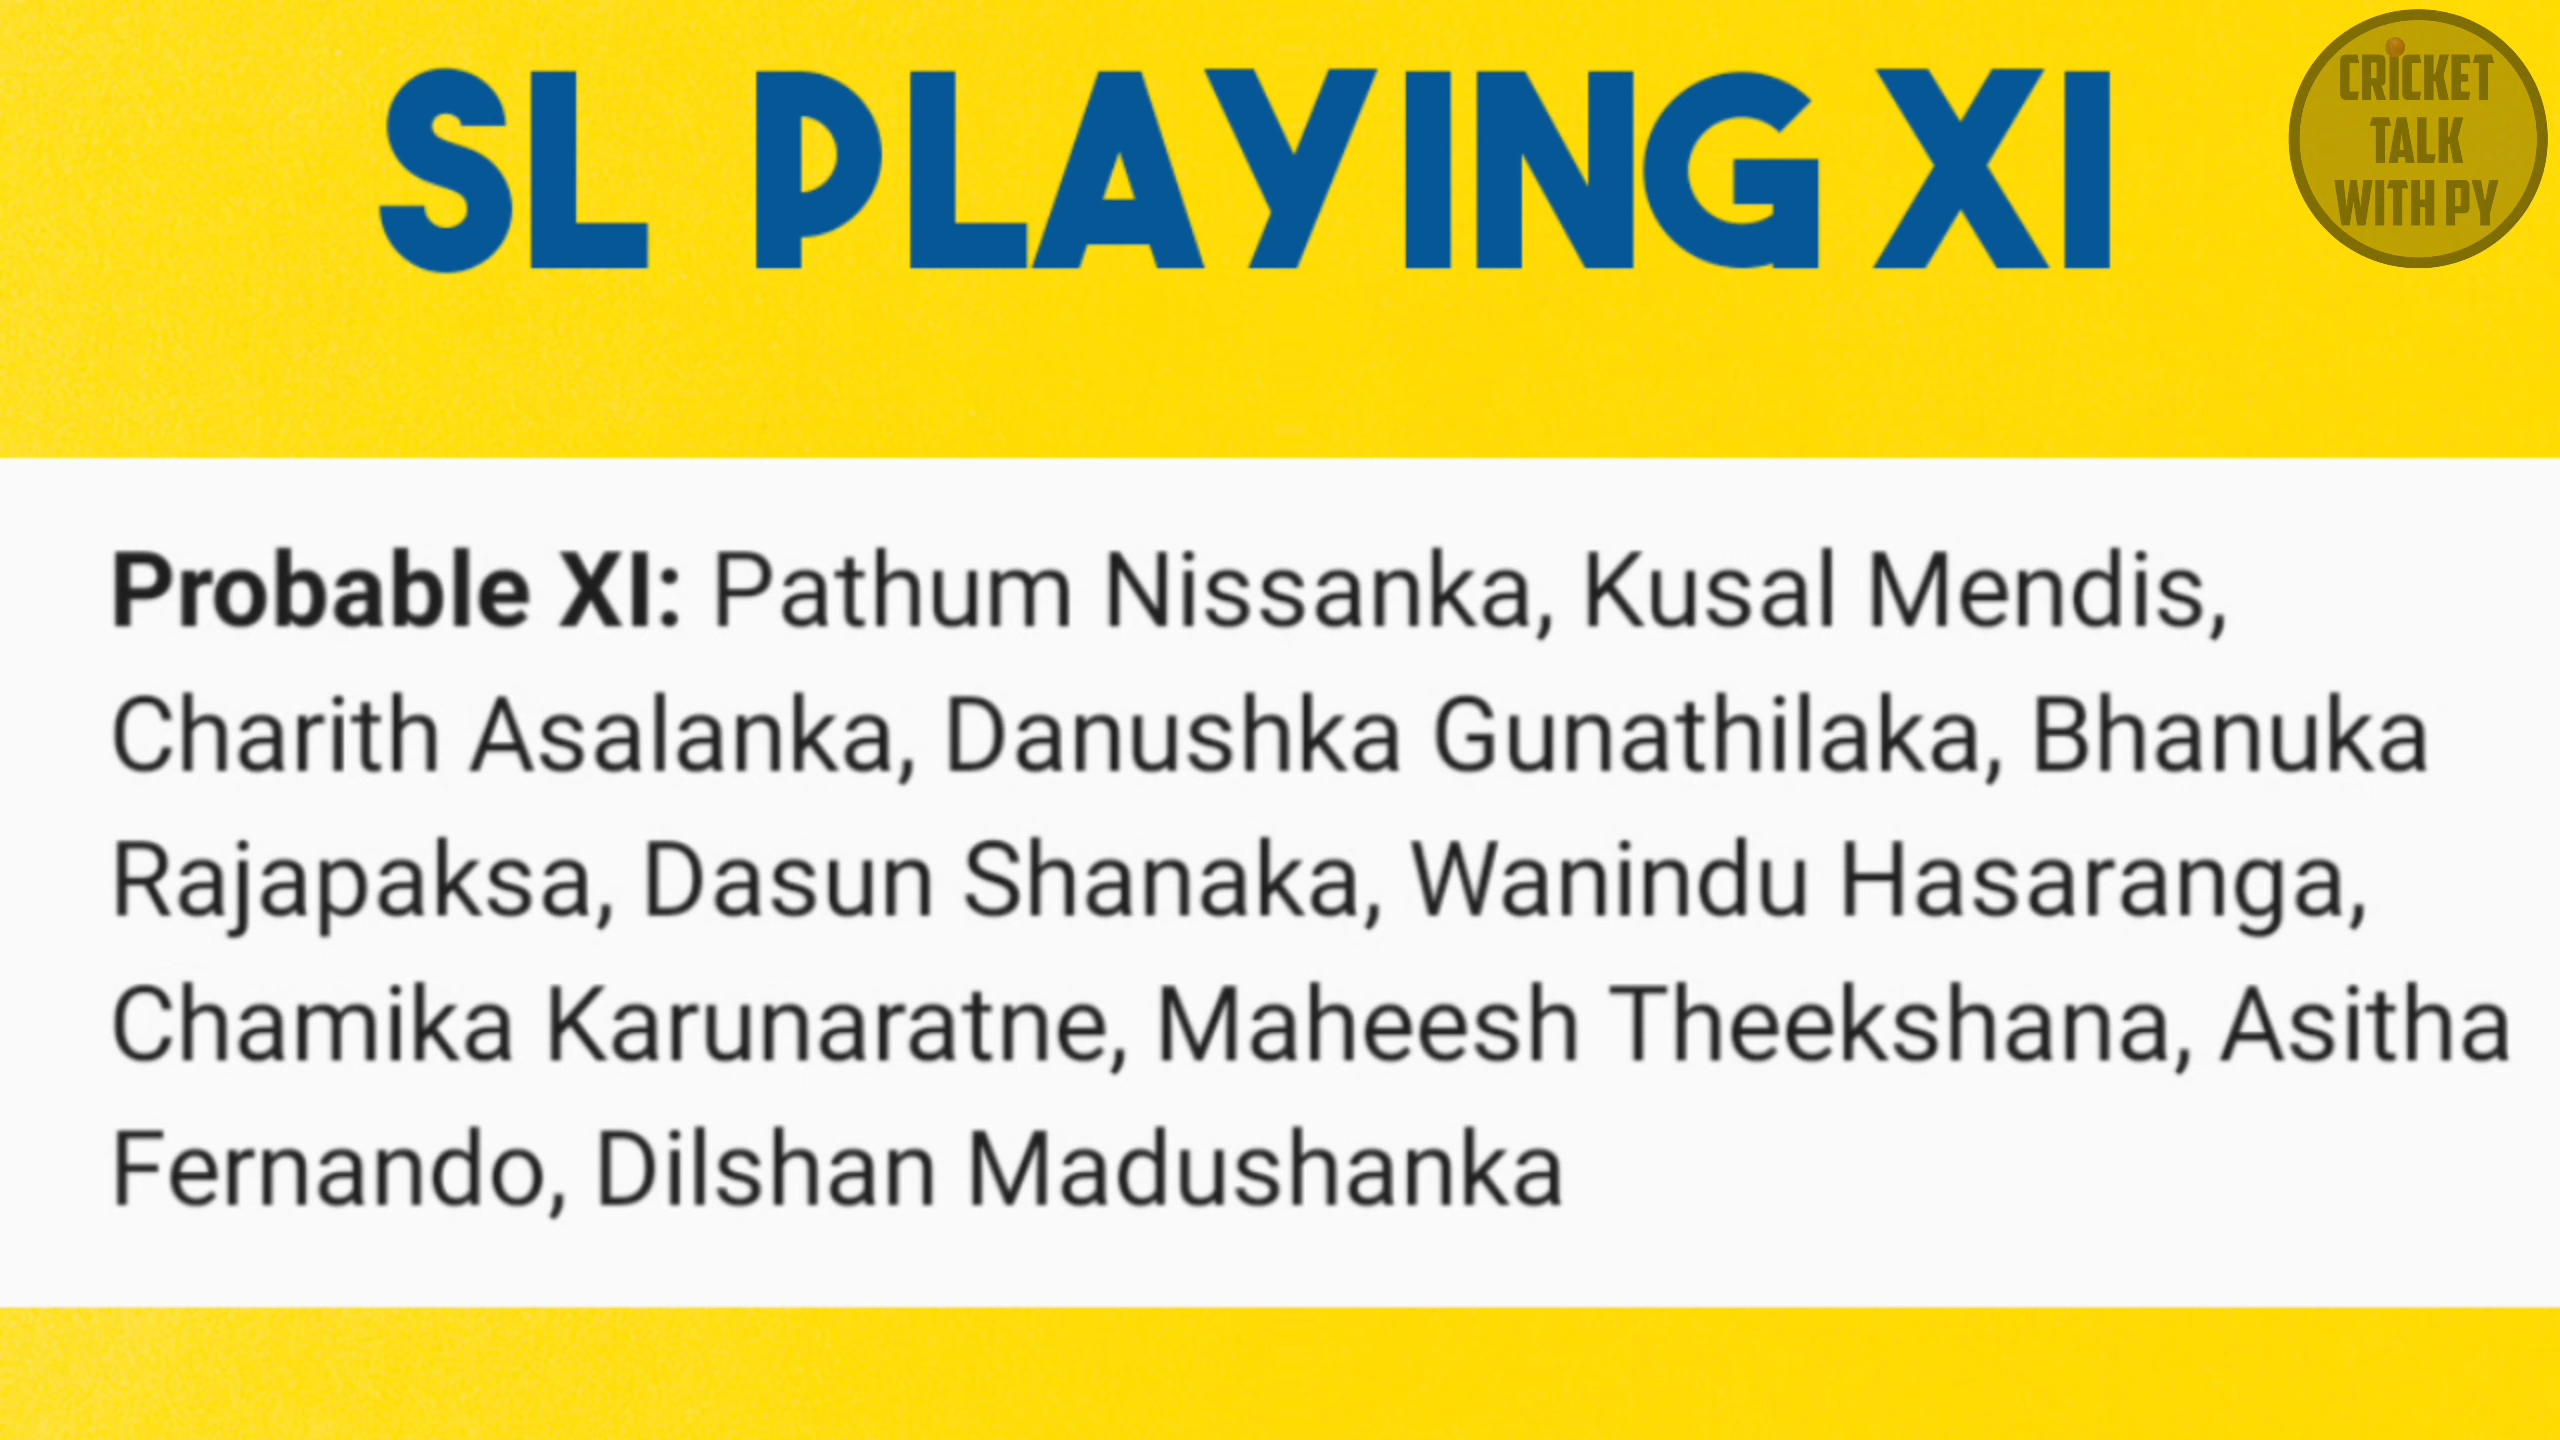 SL PLAYING XI
CRICKET
TALK
WITH PY
Probable XI: Pathum Nissanka, Kusal Mendis,
Charith Asalanka, Danushka Gunathilaka, Bhanuka
Rajapaksa, Dasun Shanaka, Wanindu Hasaranga,
Chamika Karunaratne, Maheesh Theekshana, Asitha
Fernando, Dilshan Madushanka